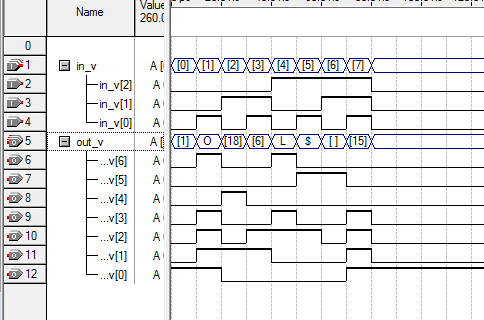 Name
Value
260.0
0
1 in_v A [ [0] [1] [2] [3] [4] [5] [6] [7]
2 in_v[2] A
3 in_v[1] A
4 in_v[0] A
5 out_v A [ [1] O [18] [6] L $ [ ] [15]
6 ...v[6] A
7 ...v[5] A
8 ...v[4] A
9 ...v[3] A
10 ...v[2] A
11 ...v[1] A
12 ...v[0] A